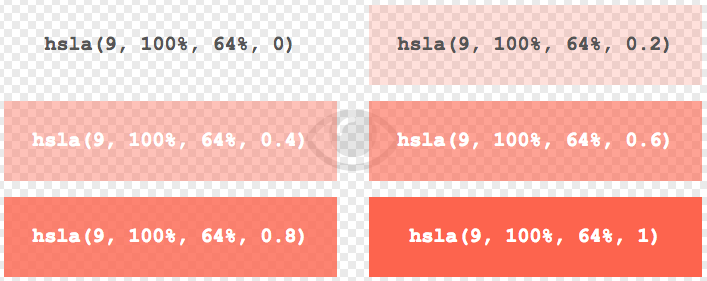 hsla(9, 100%, 64%, 0)
hsla(9, 100%, 64%, 0.2)
hsla(9, 100%, 64%, 0.4)
hsla(9, 100%, 64%, 0.6)
hsla(9, 100%, 64%, 0.8)
hsla(9, 100%, 64%, 1)